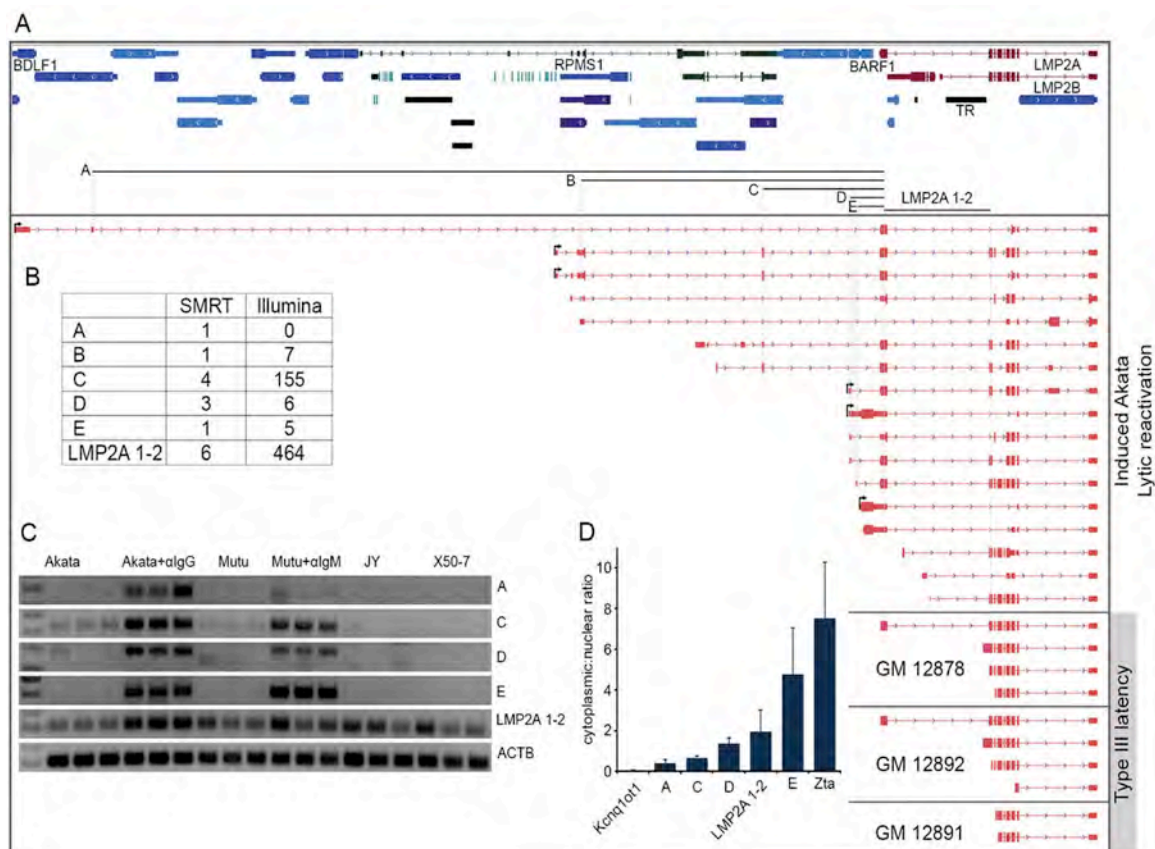 A
BDLF1
RPMS1
BARF1
LMP2A
LMP2B
TR
A
B
C
D
E
LMP2A 1-2
B
SMRT Illumina
A 1 0
B 1 7
C 4 155
D 3 6
E 1 5
LMP2A 1-2 6 464
Induced Akata
Lytic reactivation
C
Akata Akata+αIgG Mutu Mutu+αIgM JY X50-7
A
C
D
E
LMP2A 1-2
ACTB
D
cytoplasmic:nuclear ratio
10
8
6
4
2
0
Kcnq1ot1 A C D LMP2A 1-2 E Zta
GM 12878
GM 12892
GM 12891
Type III latency